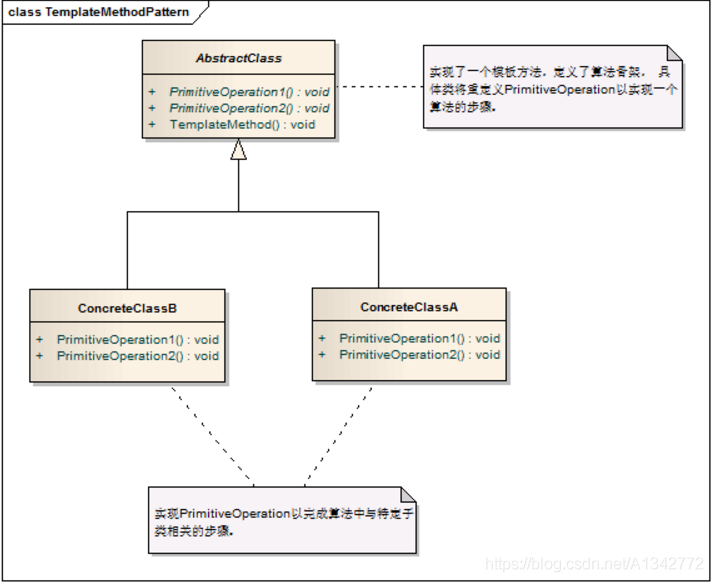 class TemplateMethodPattern
AbstractClass
+ PrimitiveOperation1() : void
+ PrimitiveOperation2() : void
+ TemplateMethod() : void
实现了一个模板方法，定义了算法骨架， 具
体类将重定义PrimitiveOperation以实现一个
算法的步骤。
ConcreteClassB
+ PrimitiveOperation1() : void
+ PrimitiveOperation2() : void
ConcreteClassA
+ PrimitiveOperation1() : void
+ PrimitiveOperation2() : void
实现PrimitiveOperation以完成算法中与特定子
类相关的步骤。
https://blog.csdn.net/A1342772